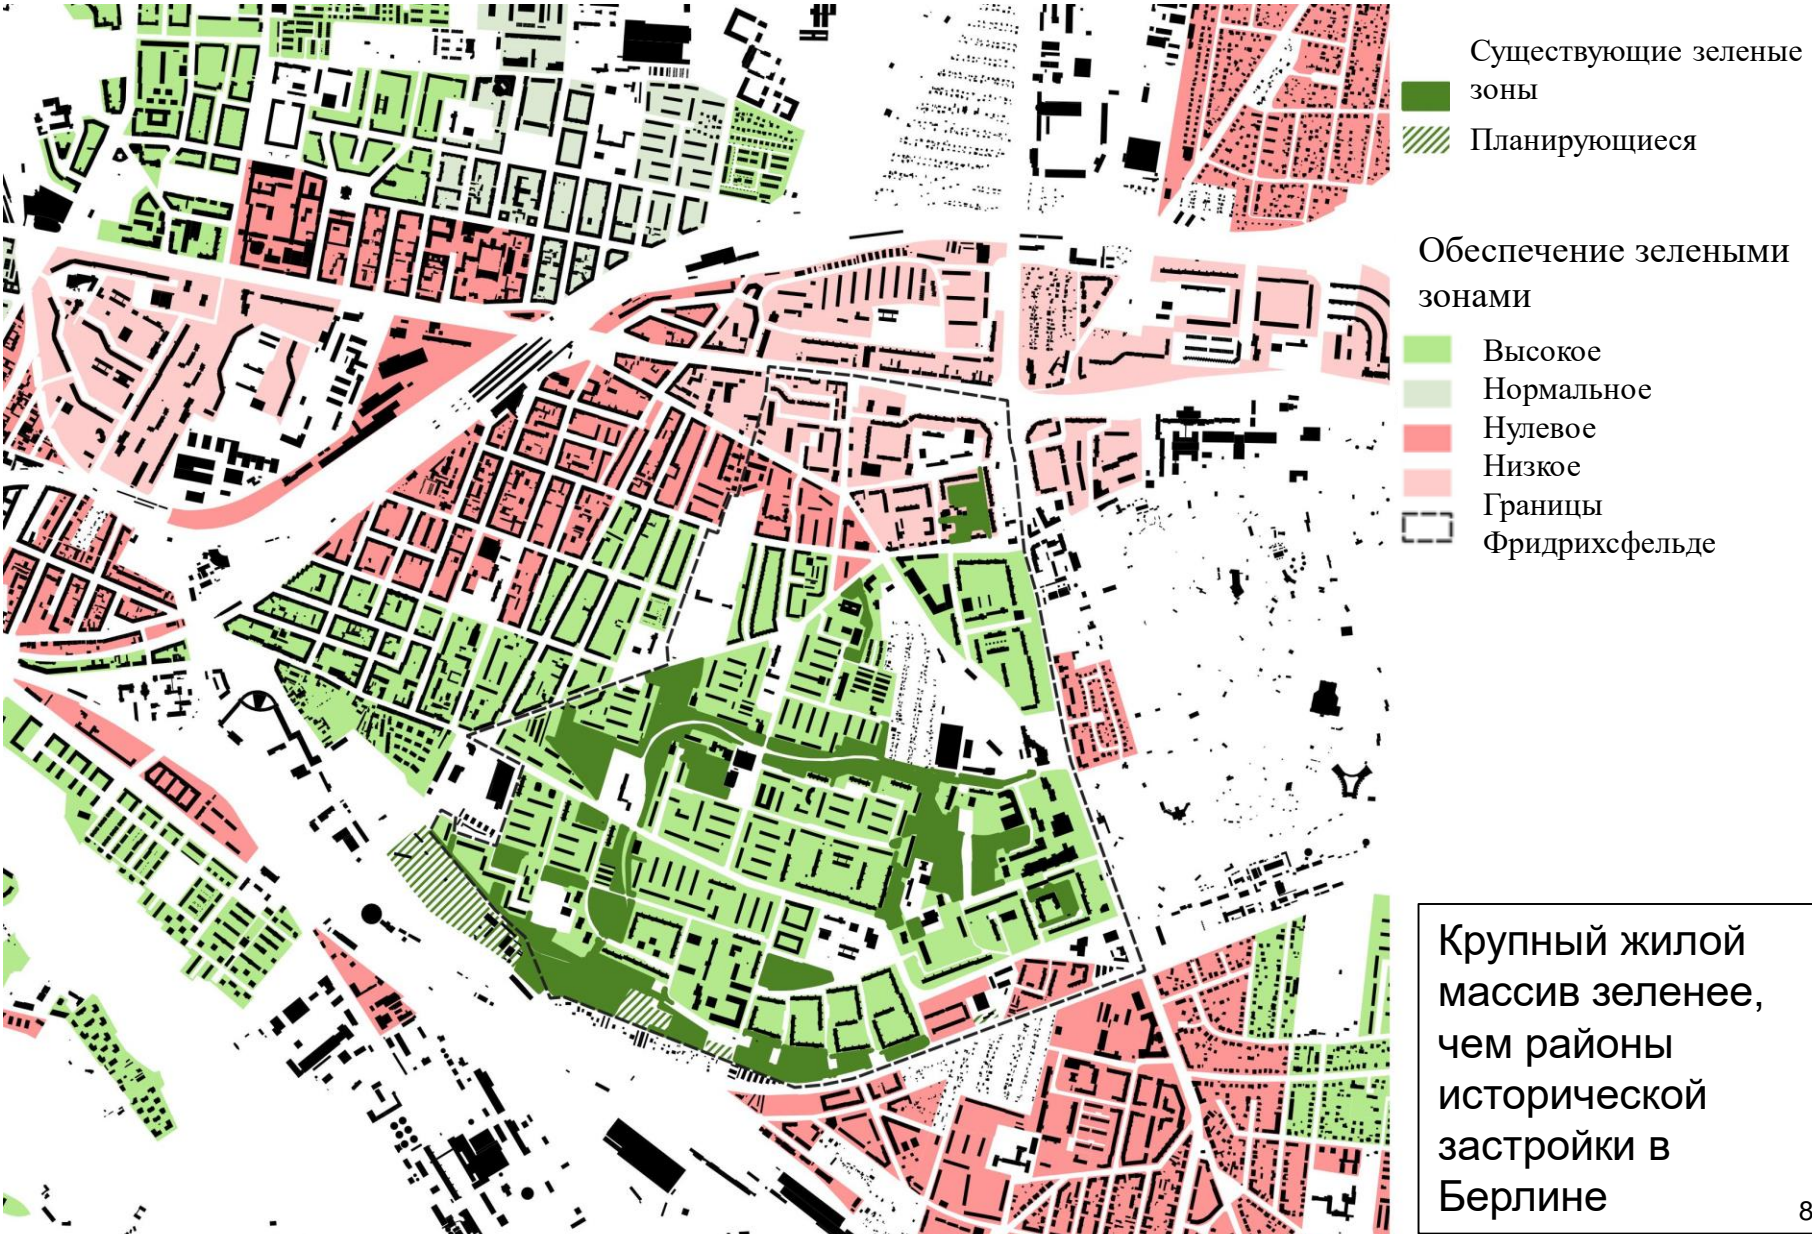 Существующие зеленые
зоны
Планирующиеся
Обеспечение зелеными
зонами
Высокое
Нормальное
Нулевое
Низкое
Границы
Фридрихсфельде
Крупный жилой
массив зеленее,
чем районы
исторической
застройки в
Берлине
8